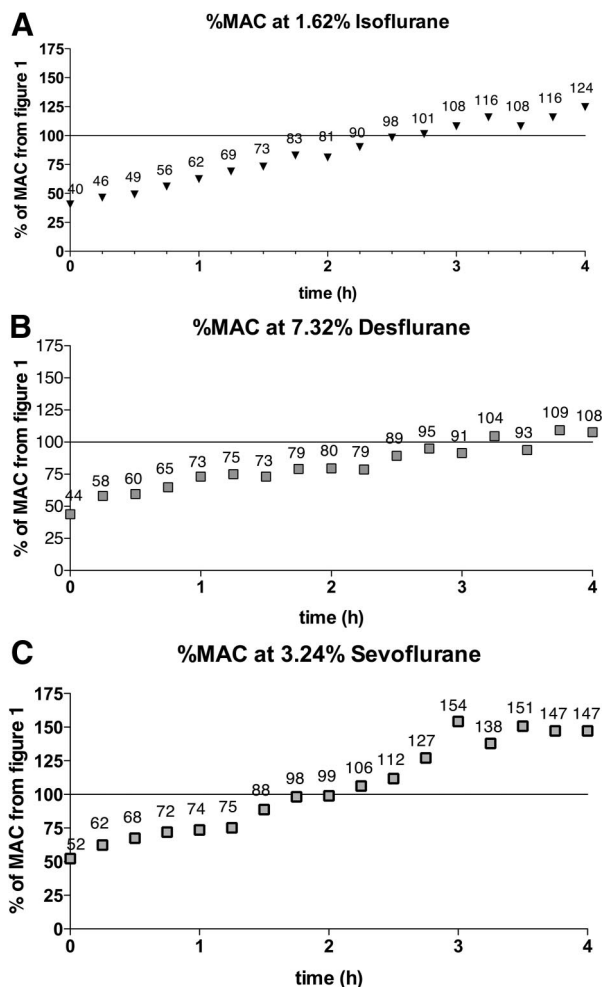 A
%MAC at 1.62% Isoflurane
% of MAC from figure 1
175
150
125
100
75
50
25
0
40 46 49 56 62 69 73 83 81 90 98 101 108 116 108 116 124
0 1 2 3 4
time (h)
B
%MAC at 7.32% Desflurane
% of MAC from figure 1
175
150
125
100
75
50
25
0
44 58 60 65 73 75 73 79 80 79 89 95 91 104 93 109 108
0 1 2 3 4
time (h)
C
%MAC at 3.24% Sevoflurane
% of MAC from figure 1
175
150
125
100
75
50
25
0
52 62 68 72 74 75 88 98 99 106 112 127 154 138 151 147 147
0 1 2 3 4
time (h)